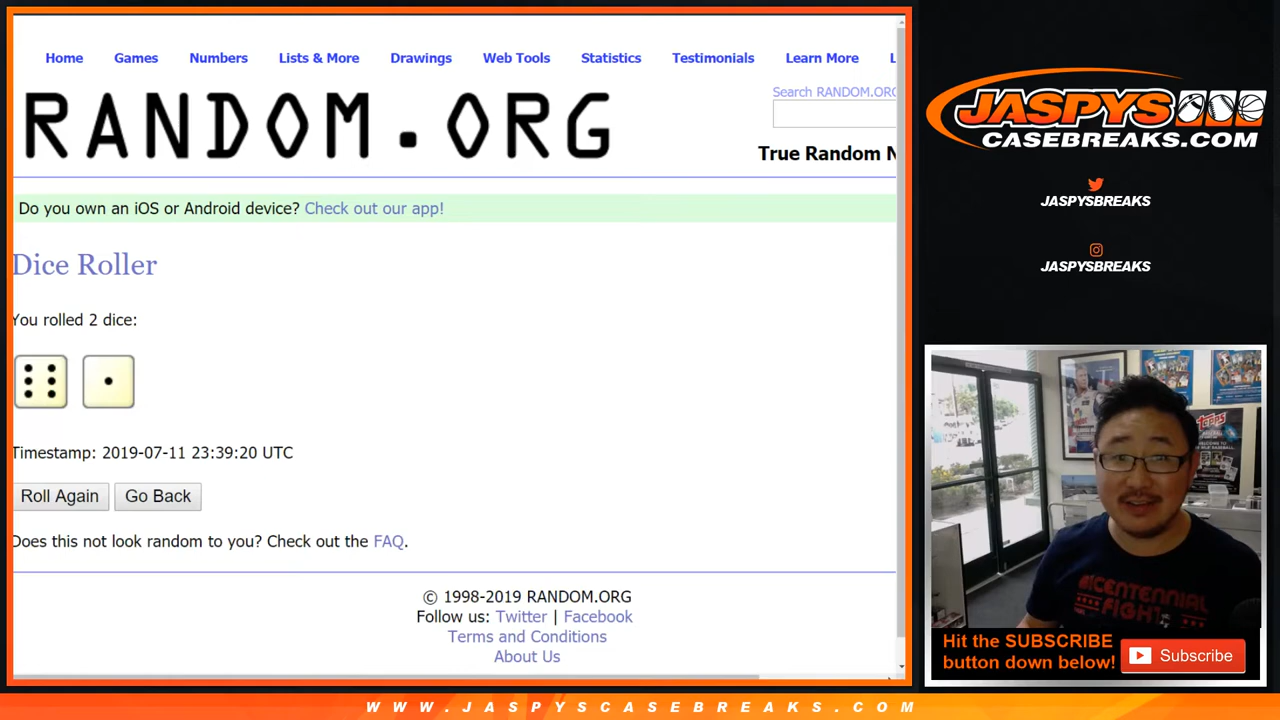 Home Games Numbers Lists & More Drawings Web Tools Statistics Testimonials Learn More L
RANDOM.ORG
Search RANDOM.ORG
True Random N
Do you own an iOS or Android device? Check out our app!
Dice Roller
You rolled 2 dice:
Timestamp: 2019-07-11 23:39:20 UTC
Roll Again Go Back
Does this not look random to you? Check out the FAQ.
© 1998-2019 RANDOM.ORG
Follow us: Twitter | Facebook
Terms and Conditions
About Us
JASPYS
CASEBREAKS.COM
JASPYSBREAKS
JASPYSBREAKS
TOPPS
BICENTENNIAL
FIGHT
Hit the SUBSCRIBE
button down below!
Subscribe
WWW.JASPYSCASEBREAKS.COM